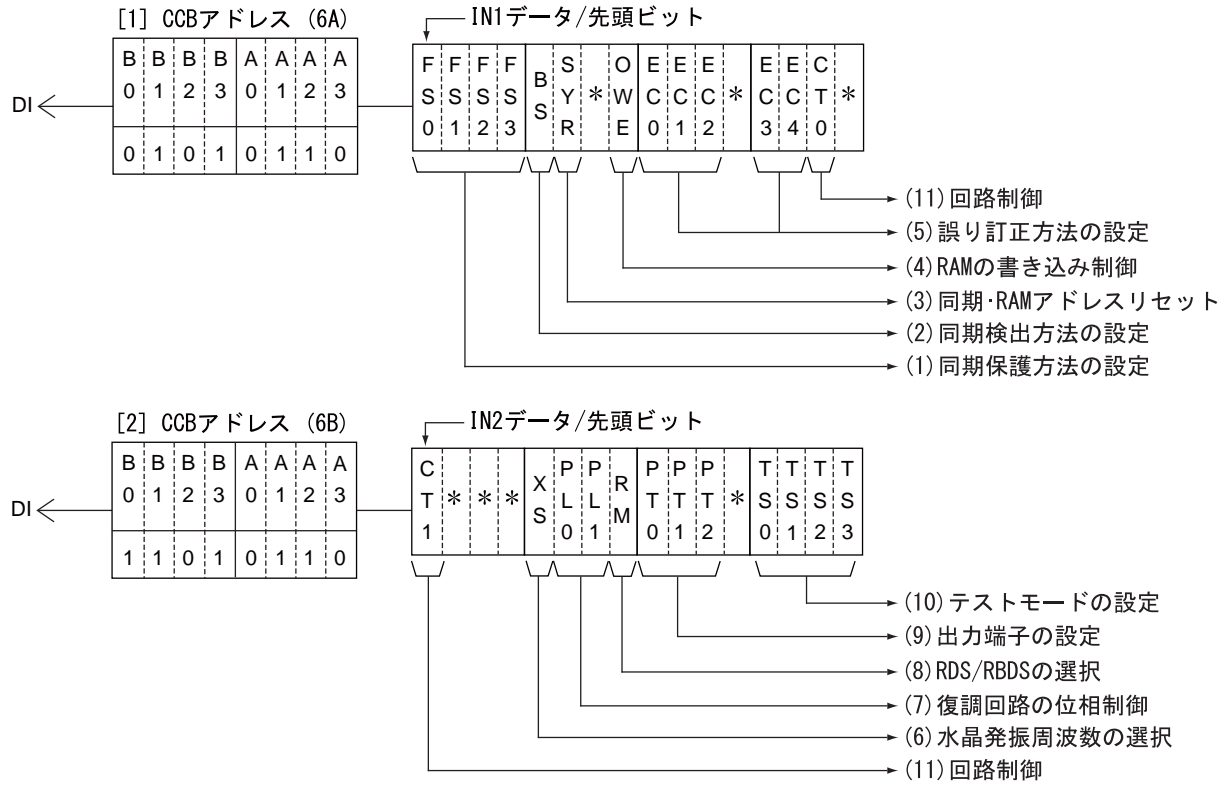 [1] CCBアドレス (6A)
IN1データ/先頭ビット
DI
B0 B1 B2 B3 A0 A1 A2 A3
0 1 0 1 0 1 1 0
FS0 FS1 FS2 FS3 BS SYR * OWE EC0 EC1 EC2 * EC3 EC4 CT0 *
(11)回路制御
(5)誤り訂正方法の設定
(4)RAMの書き込み制御
(3)同期・RAMアドレスリセット
(2)同期検出方法の設定
(1)同期保護方法の設定
[2] CCBアドレス (6B)
IN2データ/先頭ビット
DI
B0 B1 B2 B3 A0 A1 A2 A3
1 1 0 1 0 1 1 0
CT1 * * * XS PL0 PL1 RM PT0 PT1 PT2 * TS0 TS1 TS2 TS3
(10)テストモードの設定
(9)出力端子の設定
(8)RDS/RBDSの選択
(7)復調回路の位相制御
(6)水晶発振周波数の選択
(11)回路制御